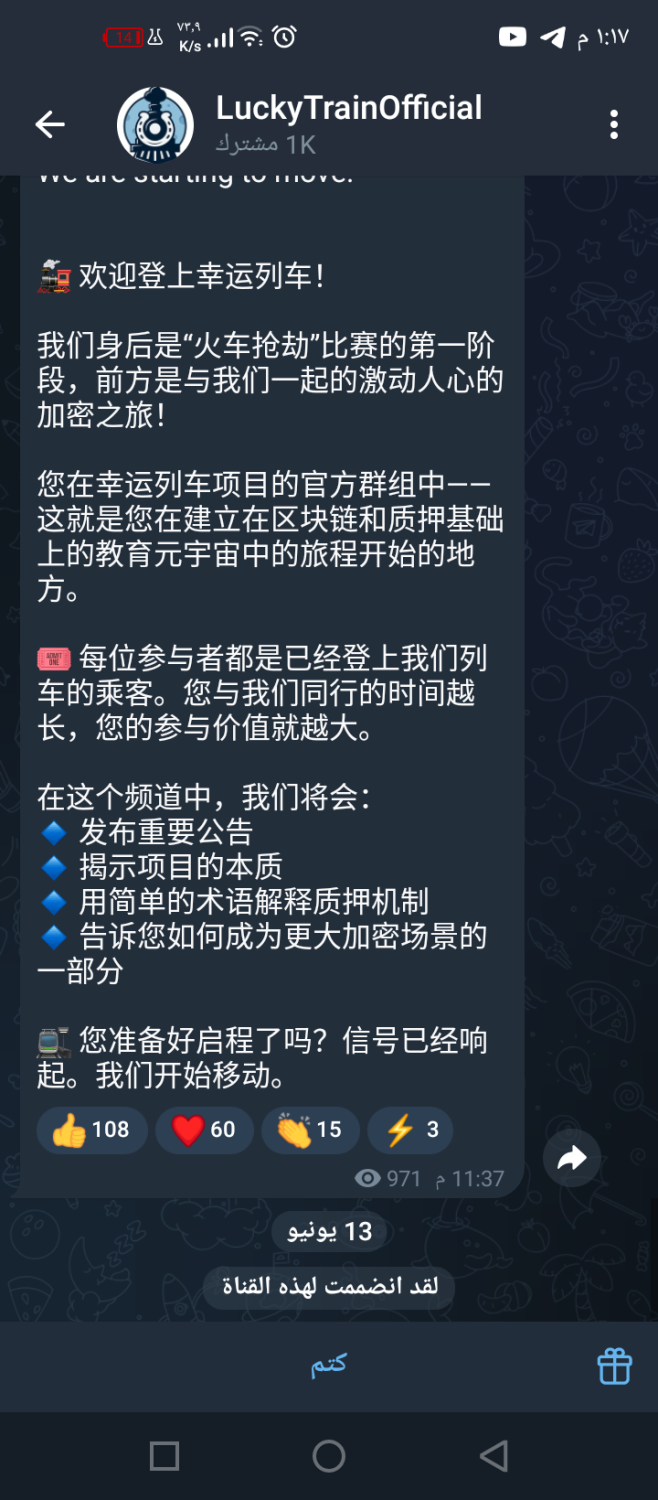 14
٧٣,٩
K/s
م ١:١٧
LuckyTrainOfficial
1K مشترك
We are starting to move.
欢迎登上幸运列车！
我们身后是“火车抢劫”比赛的第一阶
段，前方是与我们一起的激动人心的
加密之旅！
您在幸运列车项目的官方群组中——
这就是您在建立在区块链和质押基础
上的教育元宇宙中的旅程开始的地
方。
每位参与者都是已经登上我们列
车的乘客。您与我们同行的时间越
长，您的参与价值就越大。
在这个频道中，我们将会：
🔹 发布重要公告
🔹 揭示项目的本质
🔹 用简单的术语解释质押机制
🔹 告诉您如何成为更大加密场景的
一部分
您准备好启程了吗？信号已经响
起。我们开始移动。
108 60 15 3
971 11:37 م
13 يونيو
لقد انضممت لهذه القناة
كتم